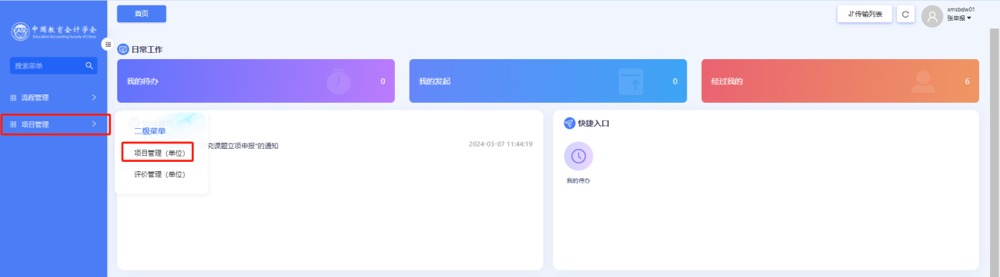 中国教育会计学会
Education Accounting Society of China
搜索菜单
流程管理
项目管理
首页
传输列表
xmsbdw01
张申报
日常工作
我的待办
0
我的发起
0
经过我的
6
二级菜单
项目管理（单位）
评价管理（单位）
究课题立项申报"的通知
2024-03-07 11:44:19
快捷入口
我的待办